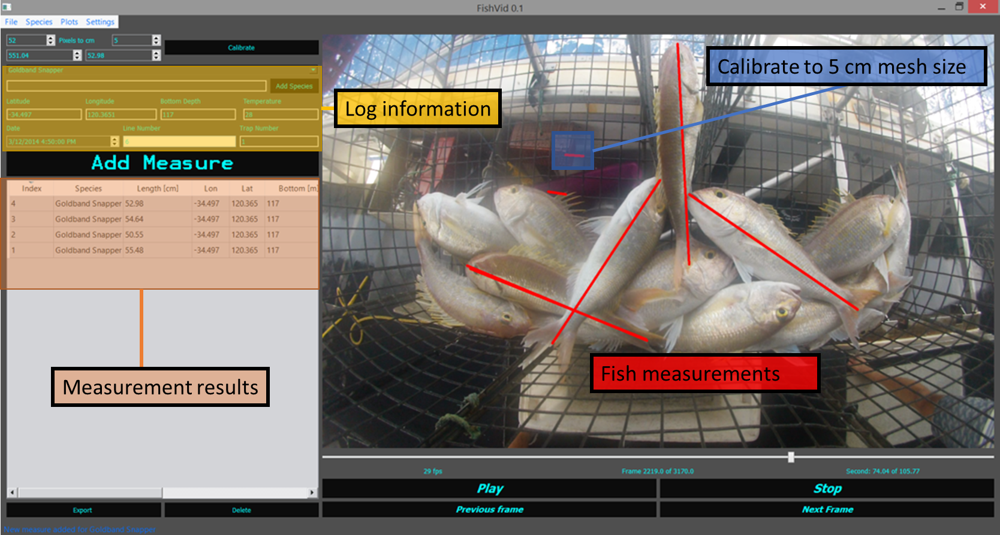 FishVid 0.1
File Species Plots Settings
52 Pixels to cm 5
Calibrate
551.04 52.98
Goldband Snapper
Add Species
Latitude Longitude Bottom Depth Temperature
-34.497 120.3651 117 28
Date Line Number Trap Number
3/12/2014 4:50:00 PM 6 1
Add Measure
Index Species Length [cm] Lon Lat Bottom [m]
4 Goldband Snapper 52.98 -34.497 120.365 117
3 Goldband Snapper 54.64 -34.497 120.365 117
2 Goldband Snapper 50.55 -34.497 120.365 117
1 Goldband Snapper 55.48 -34.497 120.365 117
Measurement results
Export Delete
New measure added for Goldband Snapper
Log information
Calibrate to 5 cm mesh size
Fish measurements
29 fps Frame 2219.0 of 3170.0 Second: 74.04 of 105.77
Play Stop
Previous frame Next Frame